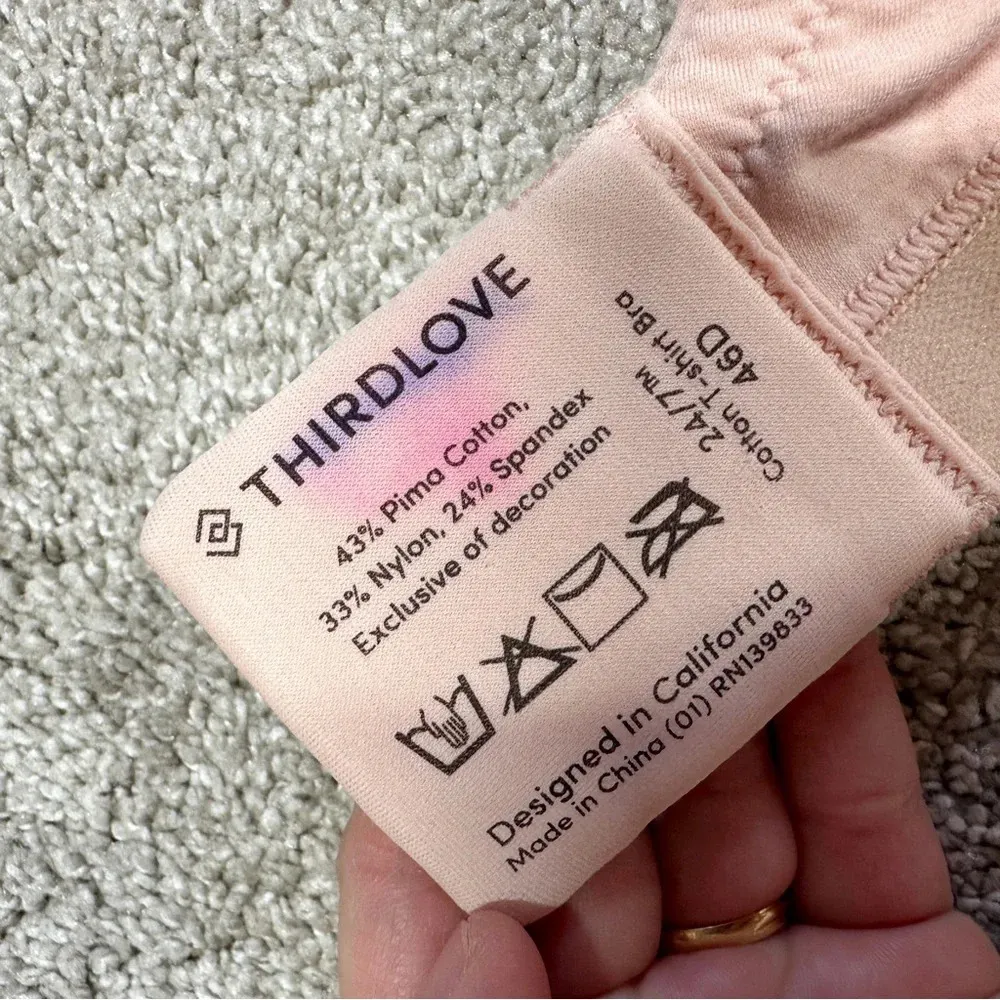 THIRDLOVE
43% Pima Cotton,
33% Nylon, 24% Spandex
Exclusive of decoration
24/7™
Cotton T-shirt Bra
46D
Designed in California
Made in China (01) RN139833